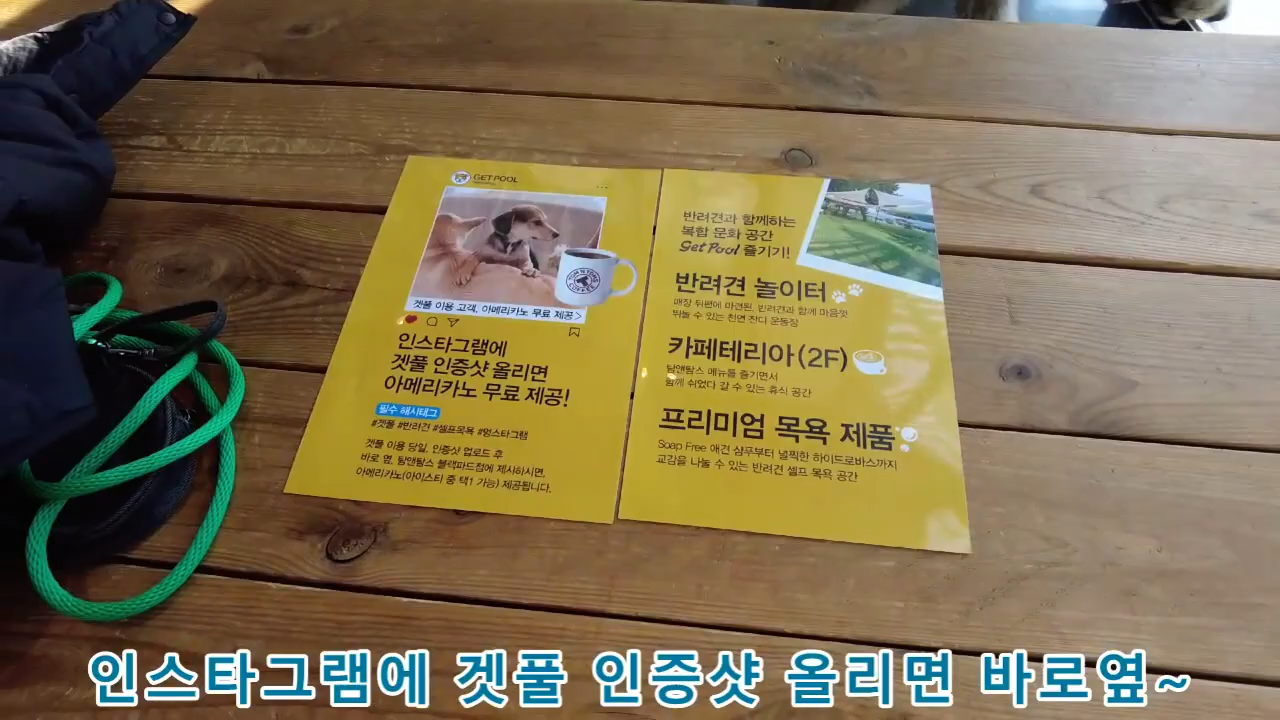 GET POOL
TOM N TOMS
COFFEE
겟풀 이용 고객, 아메리카노 무료 제공>
인스타그램에
겟풀 인증샷 올리면
아메리카노 무료 제공!
필수 해시태그
#겟풀 #반려견 #셀프목욕 #멍스타그램
겟풀 이용 당일, 인증샷 업로드 후
바로 옆, 탐앤탐스 블랙파드점에 제시하시면,
아메리카노(아이스티 중 택1 가능) 제공됩니다.
반려견과 함께하는
복합 문화 공간
Get Pool 즐기기!
반려견 놀이터
매장 뒤편에 마련된, 반려견과 함께 마음껏
뛰놀 수 있는 천연 잔디 운동장
카페테리아(2F)
탐앤탐스 메뉴를 즐기면서
함께 쉬었다 갈 수 있는 휴식 공간
프리미엄 목욕 제품
Soap Free 애견 샴푸부터 널찍한 하이드로바스까지
교감을 나눌 수 있는 반려견 셀프 목욕 공간
인스타그램에 겟풀 인증샷 올리면 바로옆~